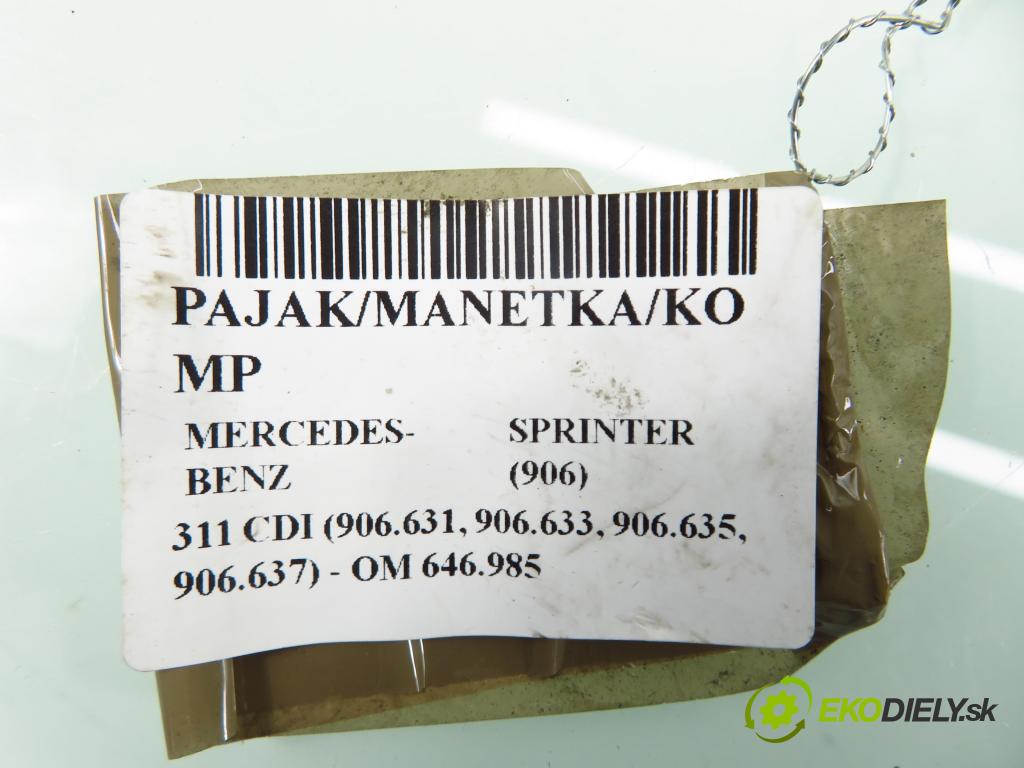 PAJAK/MANETKA/KO
MP
MERCEDES-
BENZ
SPRINTER
(906)
311 CDI (906.631, 906.633, 906.635,
906.637) - OM 646.985
EKODIELY.sk